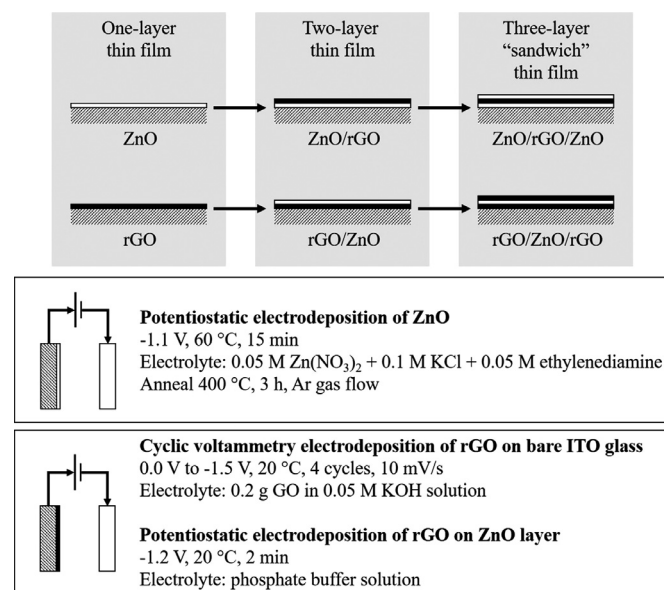 One-layer
thin film
Two-layer
thin film
Three-layer
“sandwich”
thin film
ZnO
ZnO/rGO
ZnO/rGO/ZnO
rGO
rGO/ZnO
rGO/ZnO/rGO
Potentiostatic electrodeposition of ZnO
-1.1 V, 60 °C, 15 min
Electrolyte: 0.05 M Zn(NO₃)₂ + 0.1 M KCl + 0.05 M ethylenediamine
Anneal 400 °C, 3 h, Ar gas flow
Cyclic voltammetry electrodeposition of rGO on bare ITO glass
0.0 V to -1.5 V, 20 °C, 4 cycles, 10 mV/s
Electrolyte: 0.2 g GO in 0.05 M KOH solution
Potentiostatic electrodeposition of rGO on ZnO layer
-1.2 V, 20 °C, 2 min
Electrolyte: phosphate buffer solution